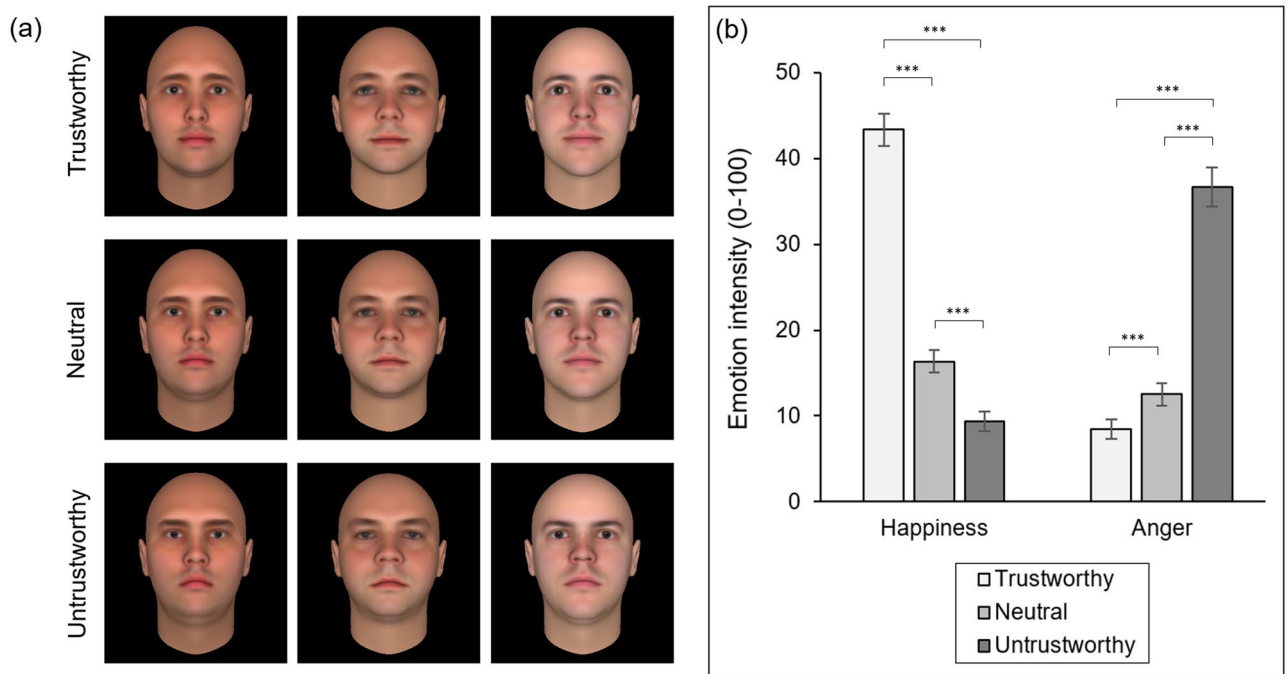 (a)
Trustworthy
Neutral
Untrustworthy
(b)
Emotion intensity (0-100)
50
40
30
20
10
0
***
***
***
***
***
***
Happiness
Anger
Trustworthy
Neutral
Untrustworthy